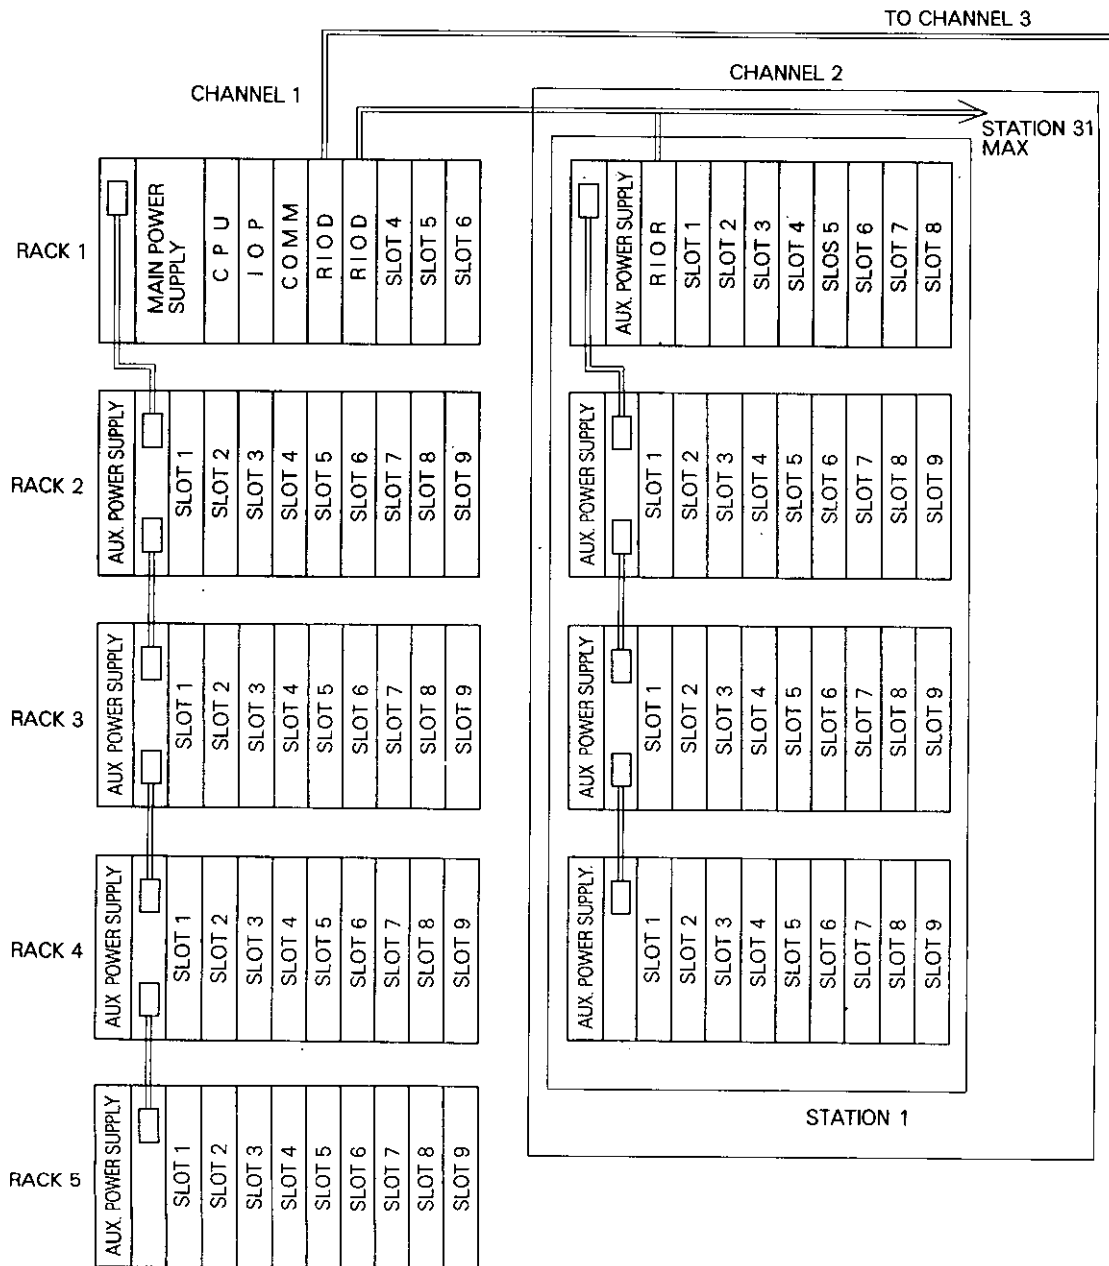 TO CHANNEL 3
CHANNEL 1
CHANNEL 2
STATION 31
MAX
RACK 1
MAIN POWER
SUPPLY
CPU
IOP
COMM
RIOD
RIOD
SLOT 4
SLOT 5
SLOT 6
AUX. POWER SUPPLY
RIOR
SLOT 1
SLOT 2
SLOT 3
SLOT 4
SLOS 5
SLOT 6
SLOT 7
SLOT 8
RACK 2
AUX. POWER SUPPLY
SLOT 1
SLOT 2
SLOT 3
SLOT 4
SLOT 5
SLOT 6
SLOT 7
SLOT 8
SLOT 9
AUX. POWER SUPPLY
SLOT 1
SLOT 2
SLOT 3
SLOT 4
SLOT 5
SLOT 6
SLOT 7
SLOT 8
SLOT 9
RACK 3
AUX POWER SUPPLY
SLOT 1
SLOT 2
SLOT 3
SLOT 4
SLOT 5
SLOT 6
SLOT 7
SLOT 8
SLOT 9
AUX POWER SUPPLY
SLOT 1
SLOT 2
SLOT 3
SLOT 4
SLOT 5
SLOT 6
SLOT 7
SLOT 8
SLOT 9
RACK 4
AUX POWER SUPPLY
SLOT 1
SLOT 2
SLOT 3
SLOT 4
SLOT 5
SLOT 6
SLOT 7
SLOT 8
SLOT 9
AUX. POWER SUPPLY.
SLOT 1
SLOT 2
SLOT 3
SLOT 4
SLOT 5
SLOT 6
SLOT 7
SLOT 8
SLOT 9
STATION 1
RACK 5
AUX. POWER SUPPLY
SLOT 1
SLOT 2
SLOT 3
SLOT 4
SLOT 5
SLOT 6
SLOT 7
SLOT 8
SLOT 9